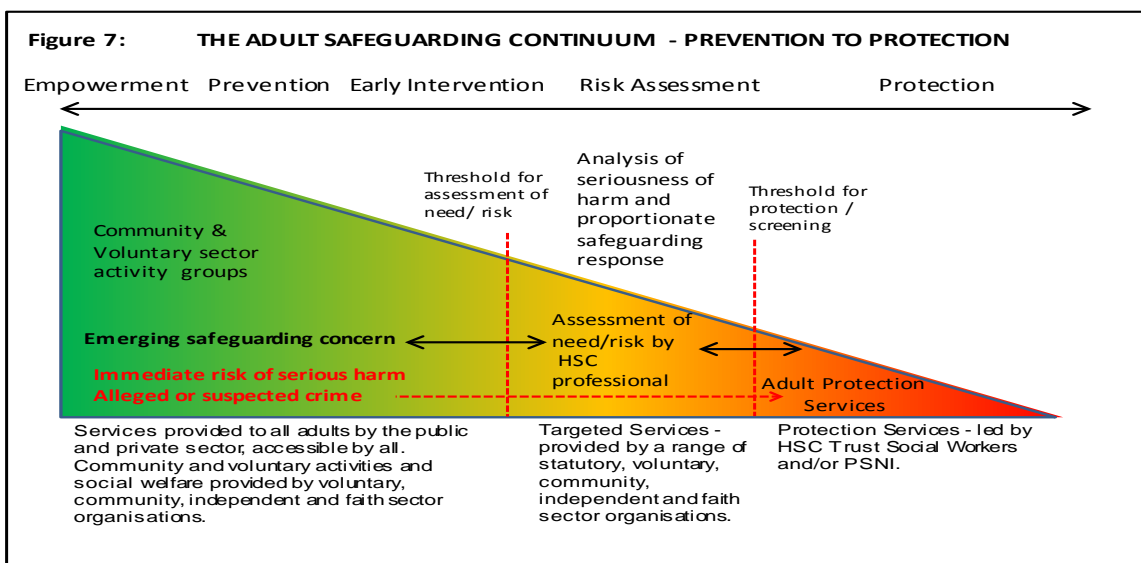 Figure 7: THE ADULT SAFEGUARDING CONTINUUM - PREVENTION TO PROTECTION
Empowerment Prevention Early Intervention Risk Assessment Protection
Threshold for
assessment of
need/ risk
Analysis of
seriousness of
harm and
proportionate
safeguarding
response
Threshold for
protection /
screening
Community &
Voluntary sector
activity groups
Emerging safeguarding concern
Immediate risk of serious harm
Alleged or suspected crime
Assessment of
need/risk by
HSC
professional
Adult Protection
Services
Services provided to all adults by the public
and private sector, accessible by all.
Community and voluntary activities and
social welfare provided by voluntary,
community, independent and faith sector
organisations.
Targeted Services -
provided by a range of
statutory, voluntary,
community,
independent and faith
sector organisations.
Protection Services - led by
HSC Trust Social Workers
and/or PSNI.